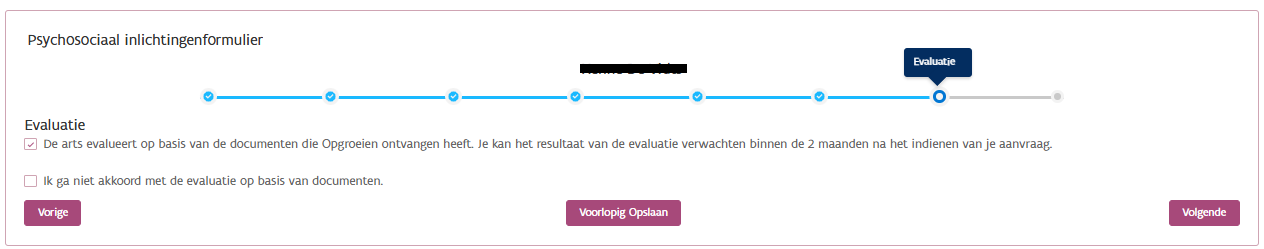 Psychosociaal inlichtingenformulier
Evaluatie
Evaluatie
De arts evalueert op basis van de documenten die Opgroeien ontvangen heeft. Je kan het resultaat van de evaluatie verwachten binnen de 2 maanden na het indienen van je aanvraag.
Ik ga niet akkoord met de evaluatie op basis van documenten.
Vorige
Voorlopig Opslaan
Volgende